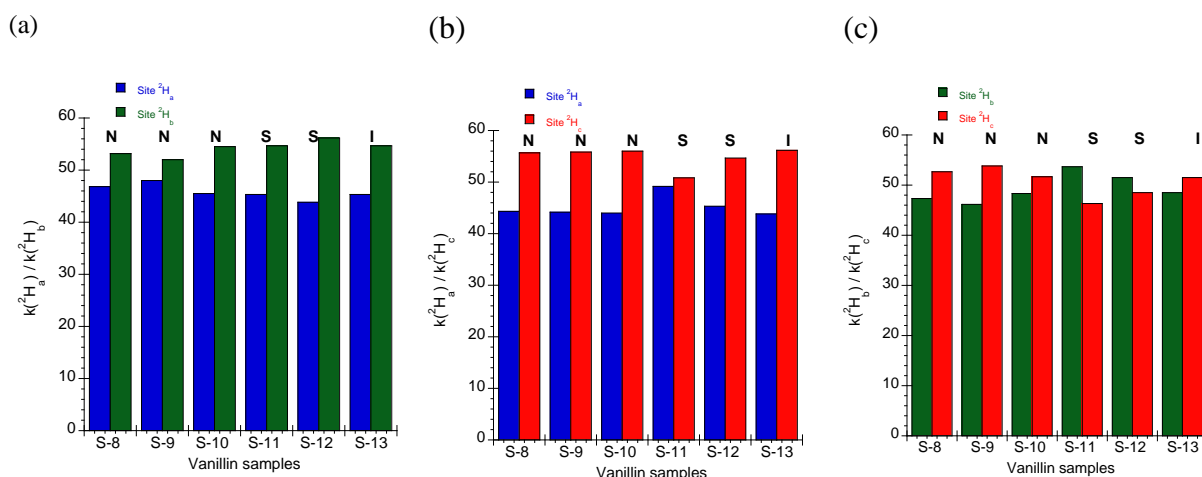 (a)
Site ²Hₐ
Site ²H_b
60
50
40
30
20
10
0
N N N S S I
k(²Hₐ) / k(²H_b)
S-8 S-9 S-10 S-11 S-12 S-13
Vanillin samples
(b)
Site ²Hₐ
Site ²H_c
60
50
40
30
20
10
0
N N N S S I
k(²Hₐ) / k(²H_c)
S-8 S-9 S-10 S-11 S-12 S-13
Vanillin samples
(c)
Site ²H_b
Site ²H_c
60
50
40
30
20
10
0
N N N S S I
k(²H_b) / k(²H_c)
S-8 S-9 S-10 S-11 S-12 S-13
Vanillin samples